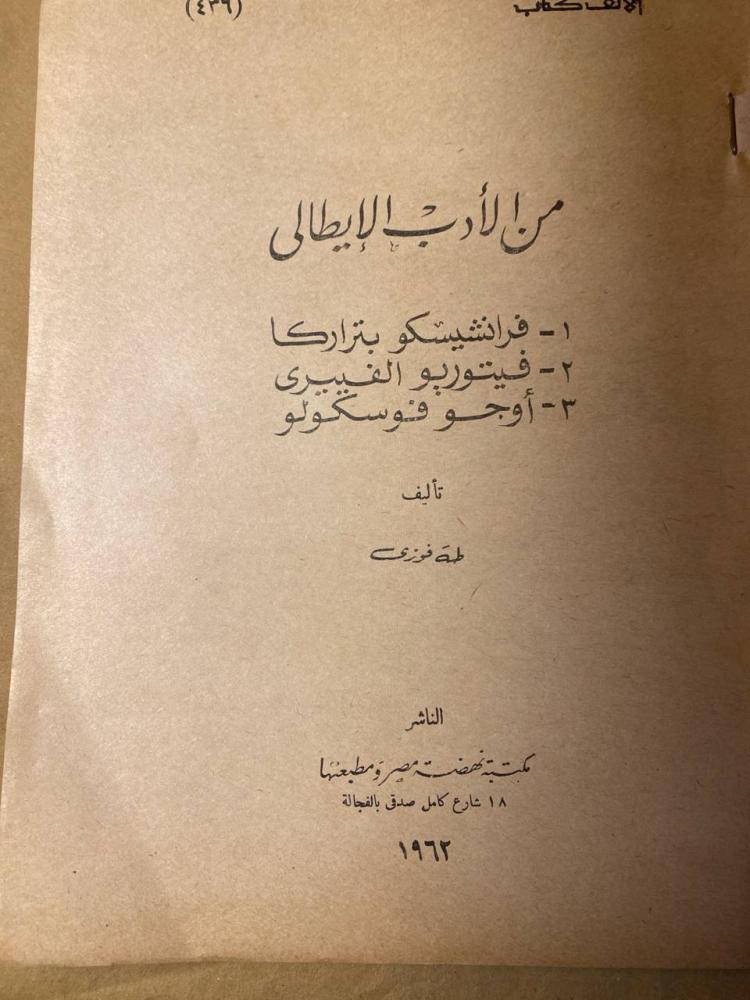 الألف كتاب (٤٣٩)
من الأدب الإيطالى
١ - فرانشيسكو بتراركا
٢ - فيتوريو الفييرى
٣ - أوجو فوسكولو
تأليف
طه فوزى
الناشر
مكتبة نهضة مصر ومطبعتها
١٨ شارع كامل صدقى بالفجالة
١٩٦٢